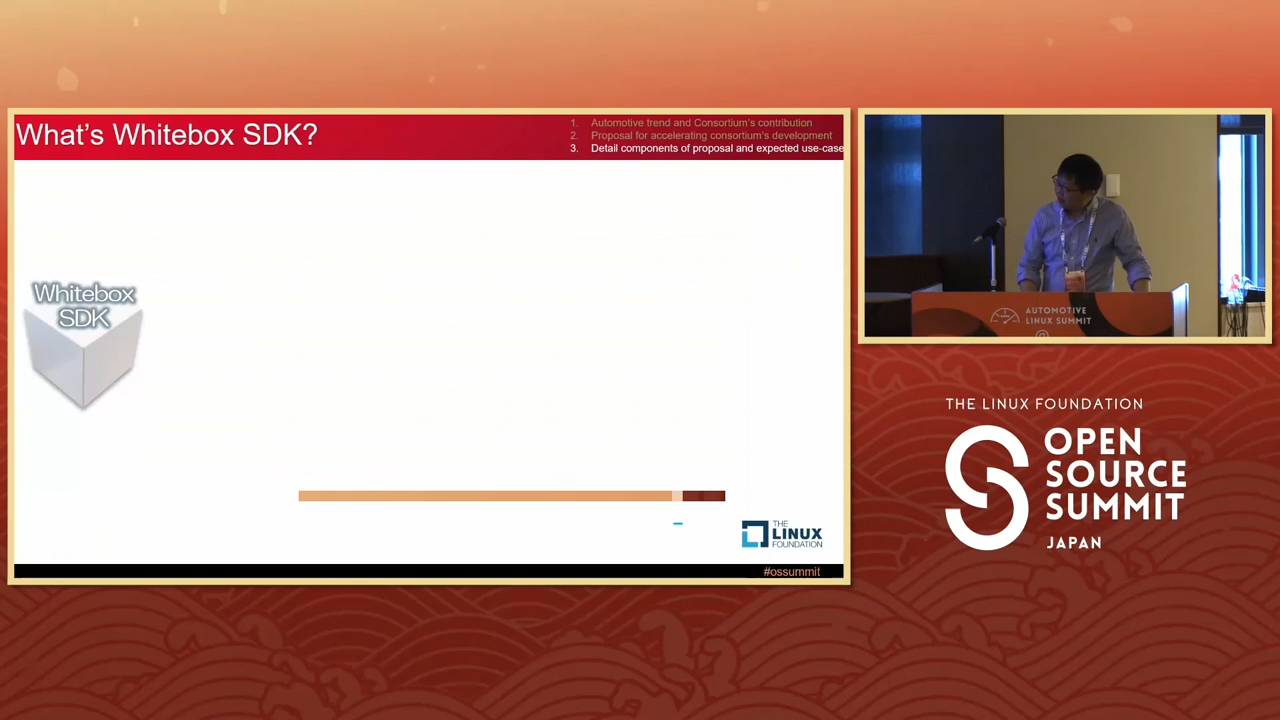 What's Whitebox SDK?
1. Automotive trend and Consortium's contribution
2. Proposal for accelerating consortium's development
3. Detail components of proposal and expected use-case
Whitebox
SDK
THE
LINUX
FOUNDATION
#ossummit
AUTOMOTIVE
LINUX SUMMIT
THE LINUX FOUNDATION
OPEN
SOURCE
SUMMIT
JAPAN